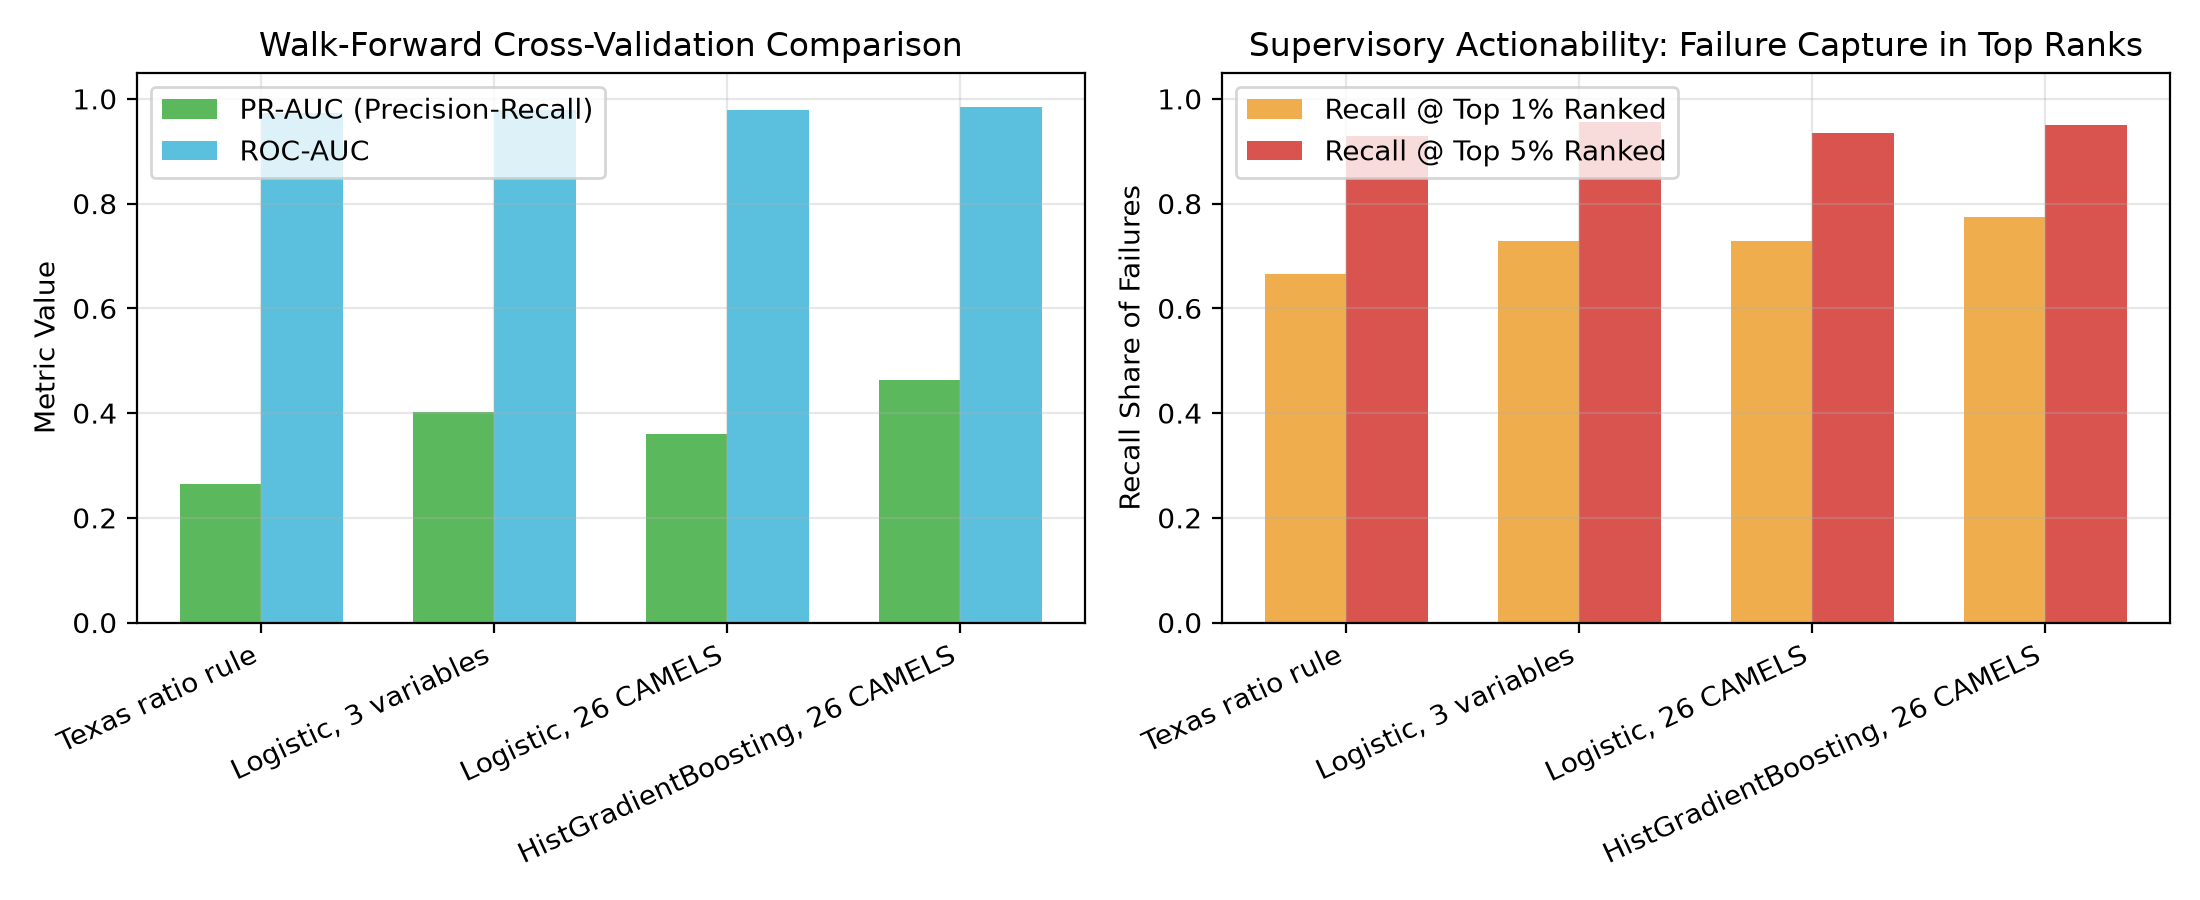 Walk-Forward Cross-Validation Comparison
PR-AUC (Precision-Recall)
ROC-AUC
Metric Value
1.0
0.8
0.6
0.4
0.2
0.0
Texas ratio rule
Logistic, 3 variables
Logistic, 26 CAMELS
HistGradientBoosting, 26 CAMELS
Supervisory Actionability: Failure Capture in Top Ranks
Recall @ Top 1% Ranked
Recall @ Top 5% Ranked
Recall Share of Failures
1.0
0.8
0.6
0.4
0.2
0.0
Texas ratio rule
Logistic, 3 variables
Logistic, 26 CAMELS
HistGradientBoosting, 26 CAMELS